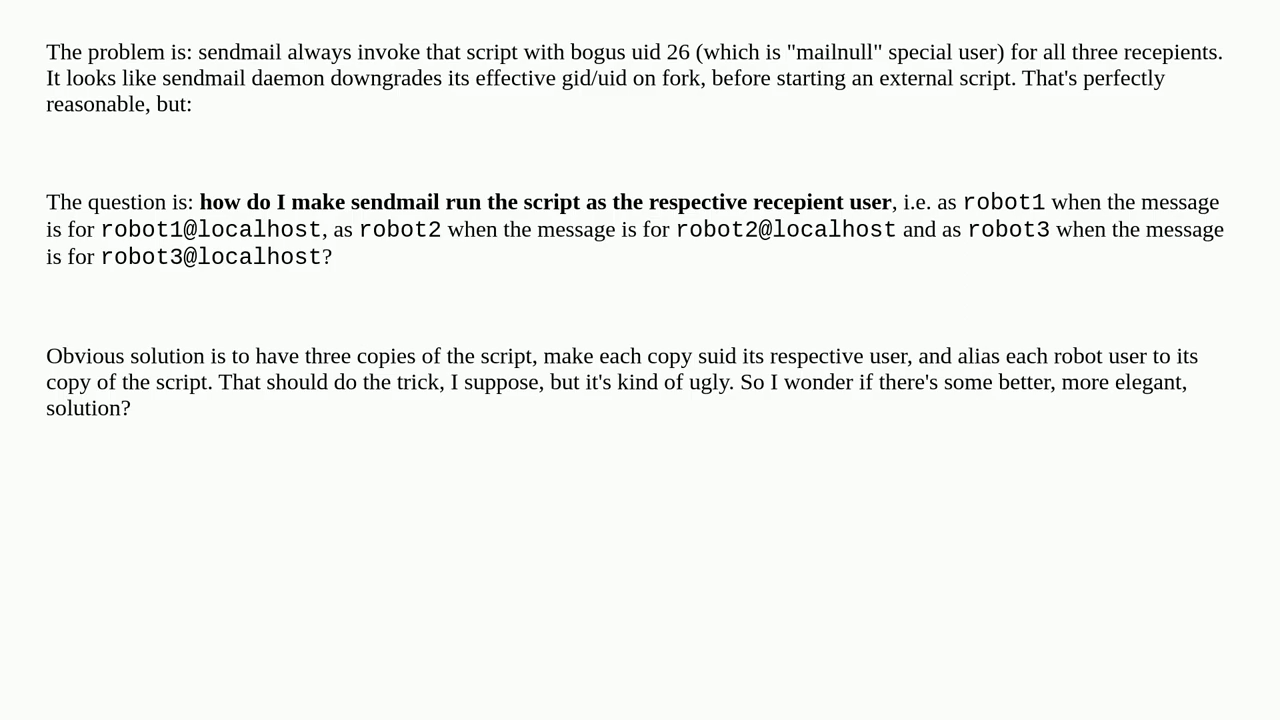 The problem is: sendmail always invoke that script with bogus uid 26 (which is "mailnull" special user) for all three recepients.
It looks like sendmail daemon downgrades its effective gid/uid on fork, before starting an external script. That's perfectly
reasonable, but:
The question is: how do I make sendmail run the script as the respective recepient user, i.e. as robot1 when the message
is for robot1@localhost, as robot2 when the message is for robot2@localhost and as robot3 when the message
is for robot3@localhost?
Obvious solution is to have three copies of the script, make each copy suid its respective user, and alias each robot user to its
copy of the script. That should do the trick, I suppose, but it's kind of ugly. So I wonder if there's some better, more elegant,
solution?